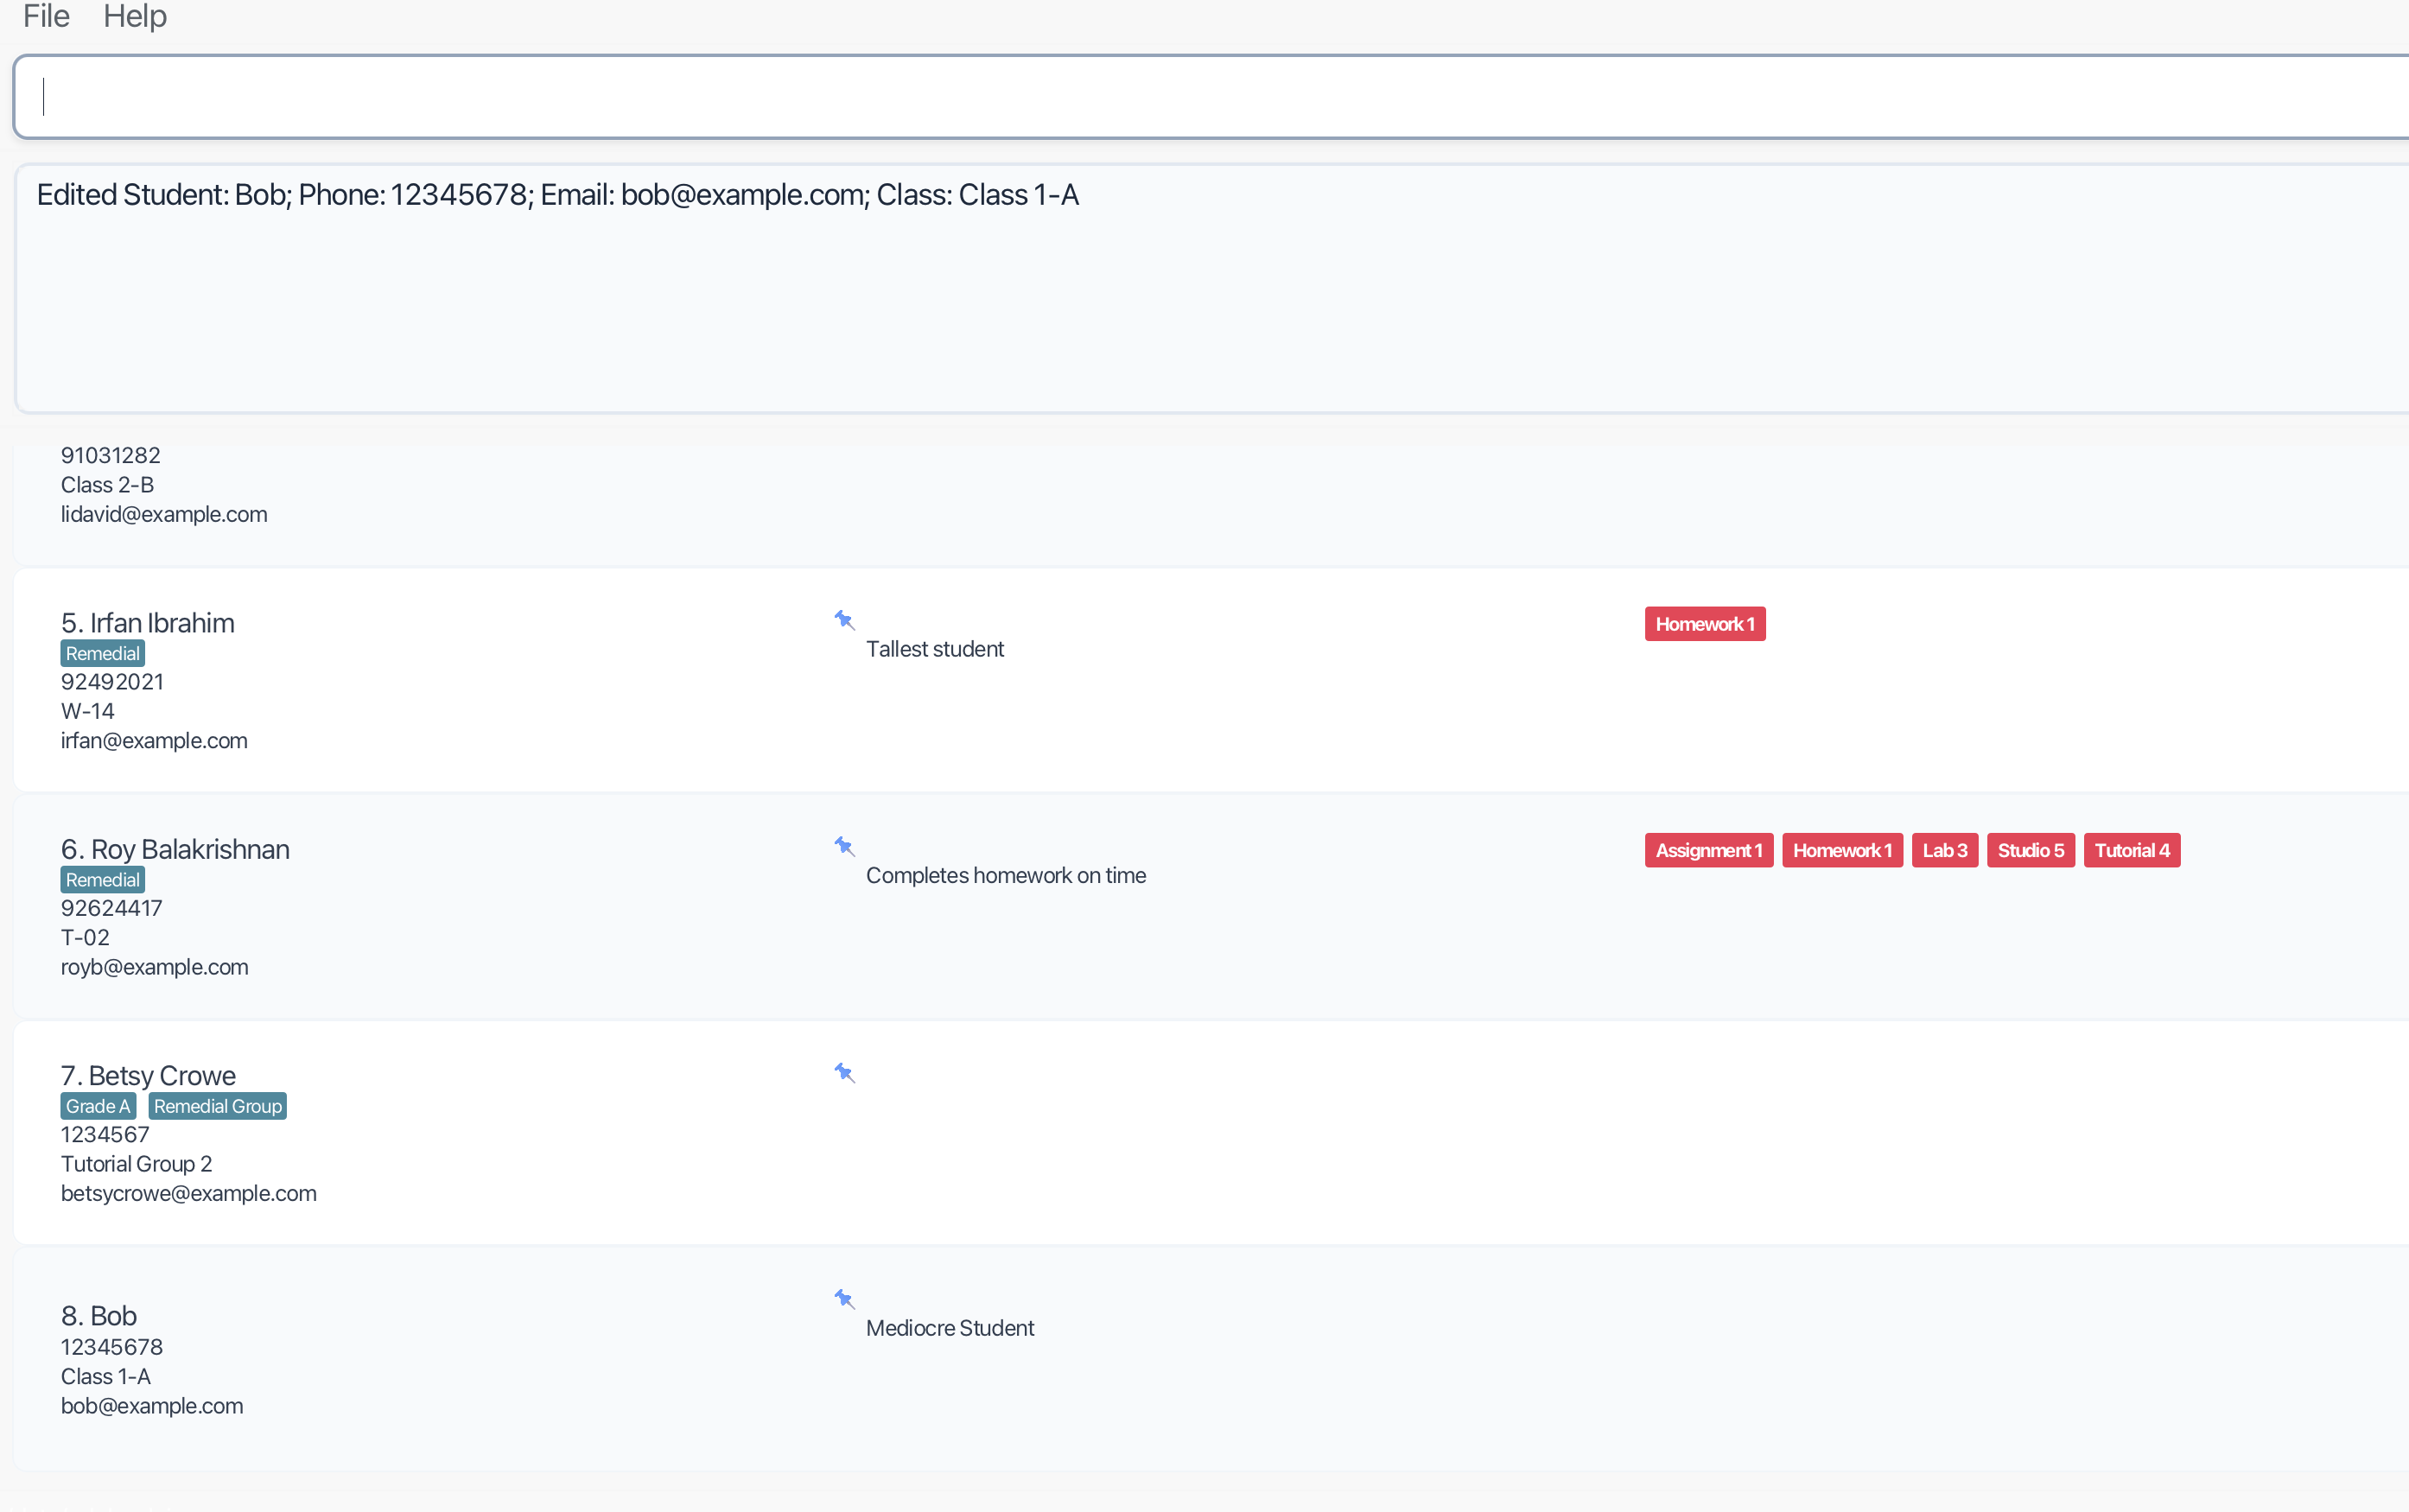 File Help
Edited Student: Bob; Phone: 12345678; Email: bob@example.com; Class: Class 1-A
91031282
Class 2-B
lidavid@example.com
5. Irfan Ibrahim
Remedial
92492021
W-14
irfan@example.com
Tallest student
Homework 1
6. Roy Balakrishnan
Remedial
92624417
T-02
royb@example.com
Completes homework on time
Assignment 1 Homework 1 Lab 3 Studio 5 Tutorial 4
7. Betsy Crowe
Grade A Remedial Group
1234567
Tutorial Group 2
betsycrowe@example.com
8. Bob
12345678
Class 1-A
bob@example.com
Mediocre Student